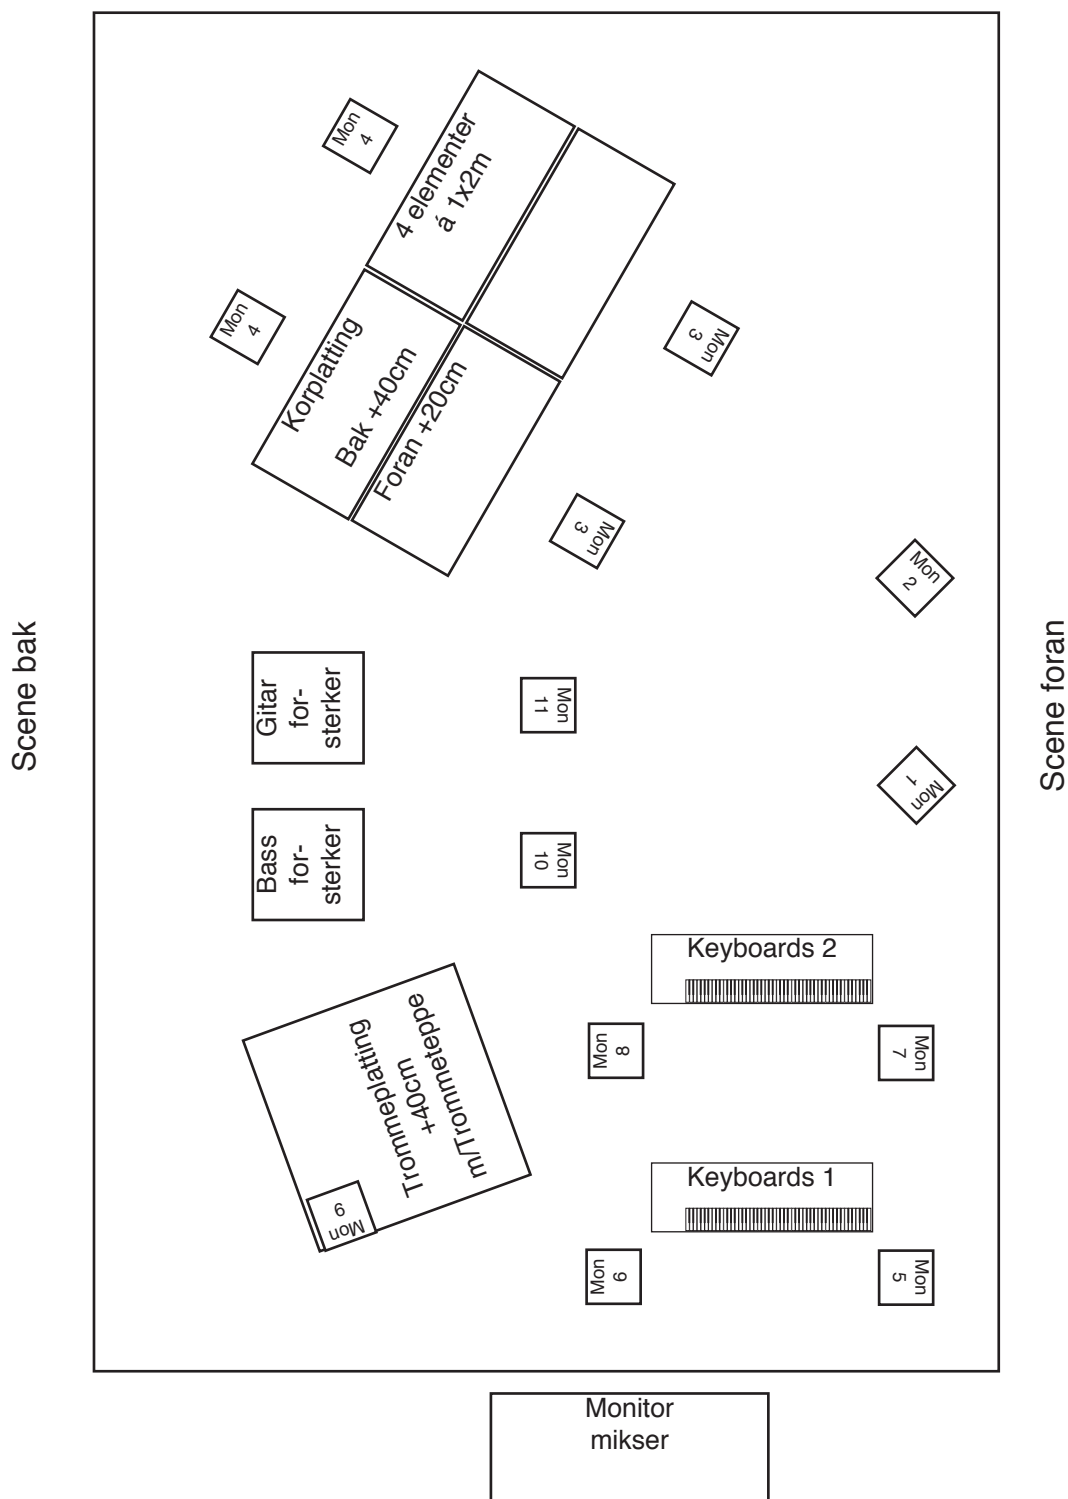 Mon
4
4 elementer
á 1x2m
Mon
4
Korplatting
Bak +40cm
Foran +20cm
Mon
3
Mon
3
Mon
2
Scene bak
Scene foran
Gitar
for-
sterker
Mon
11
Mon
1
Bass
for-
sterker
Mon
10
Keyboards 2
Trommeplatting
+40cm
m/Trommeteppe
Mon
8
Mon
7
Keyboards 1
Mon
9
Mon
6
Mon
5
Monitor
mikser